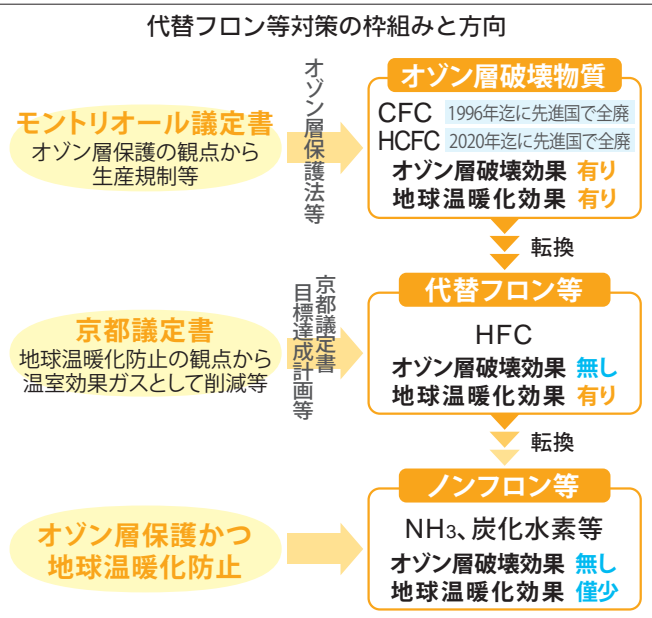 代替フロン等対策の枠組みと方向
モントリオール議定書
オゾン層保護の観点から
生産規制等
オゾン層保護法等
オゾン層破壊物質
CFC 1996年迄に先進国で全廃
HCFC 2020年迄に先進国で全廃
オゾン層破壊効果 有り
地球温暖化効果 有り
転換
京都議定書
地球温暖化防止の観点から
温室効果ガスとして削減等
京都議定書
目標達成計画等
代替フロン等
HFC
オゾン層破壊効果 無し
地球温暖化効果 有り
転換
オゾン層保護かつ
地球温暖化防止
ノンフロン等
NH3、炭化水素等
オゾン層破壊効果 無し
地球温暖化効果 僅少